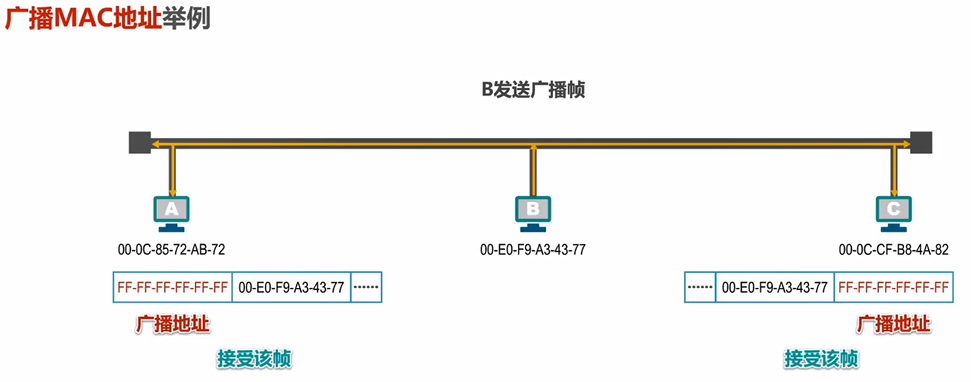 广播MAC地址举例
B发送广播帧
A
B
C
00-0C-85-72-AB-72
00-E0-F9-A3-43-77
00-0C-CF-B8-4A-82
FF-FF-FF-FF-FF-FF 00-E0-F9-A3-43-77 ······
······ 00-E0-F9-A3-43-77 FF-FF-FF-FF-FF-FF
广播地址
广播地址
接受该帧
接受该帧